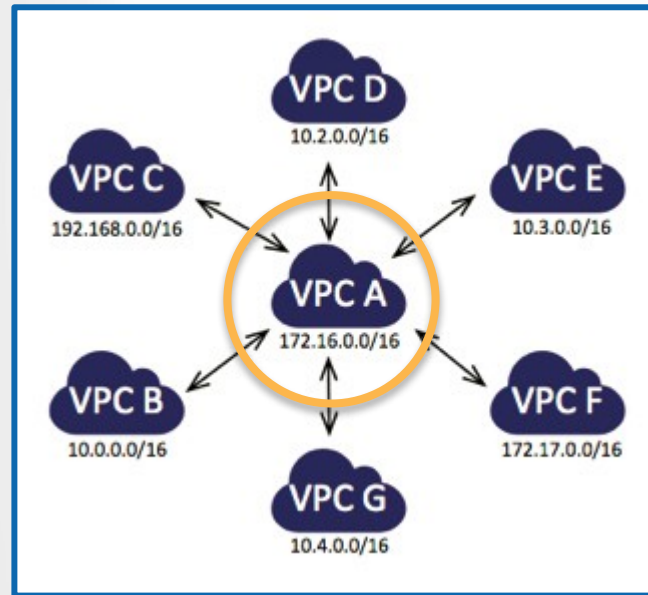 VPC D
10.2.0.0/16
VPC C
192.168.0.0/16
VPC E
10.3.0.0/16
VPC A
172.16.0.0/16
VPC B
10.0.0.0/16
VPC F
172.17.0.0/16
VPC G
10.4.0.0/16